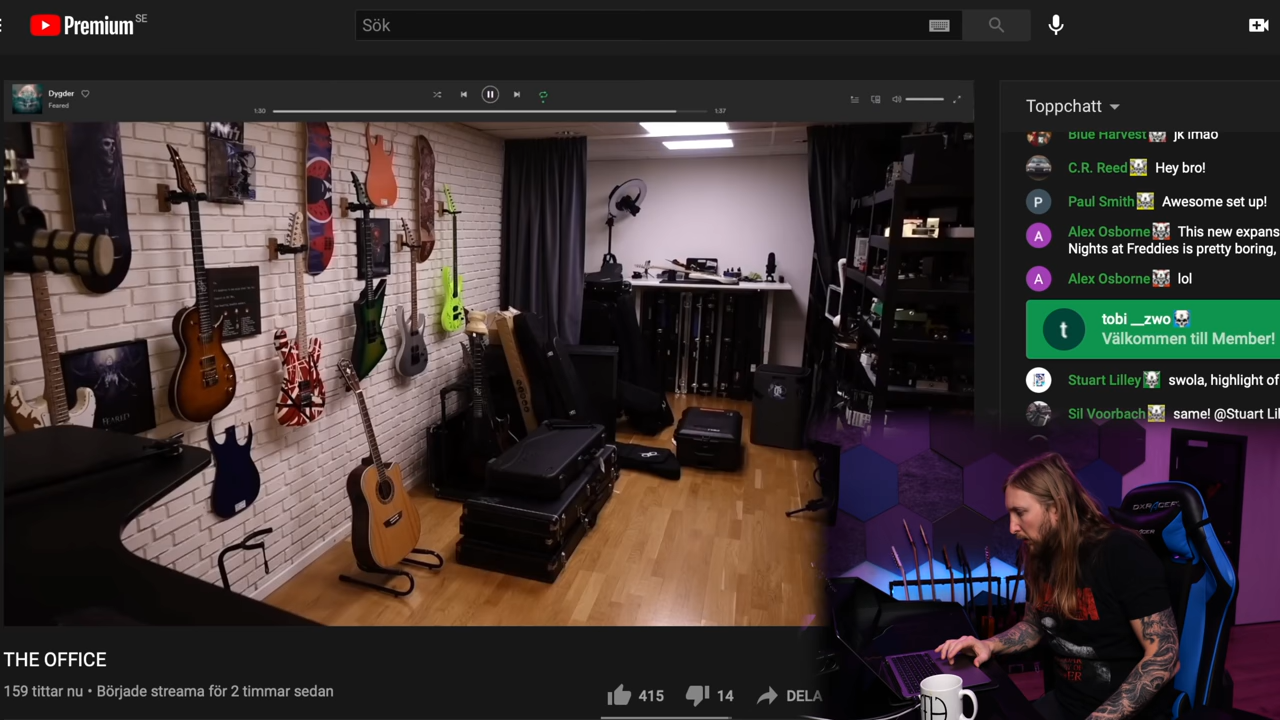 Premium SE
Sök
Dygder
Feared
1:30
1:37
Toppchatt
Blue Harvest jk lmao
C.R. Reed Hey bro!
P
Paul Smith Awesome set up!
A
Alex Osborne This new expans
Nights at Freddies is pretty boring,
A
Alex Osborne lol
t
tobi __zwo
Välkommen till Member!
Stuart Lilley swola, highlight of
Sil Voorbach same! @Stuart Lil
FEARED
DXRACER
THE OFFICE
159 tittar nu • Började streama för 2 timmar sedan
415
14
DELA